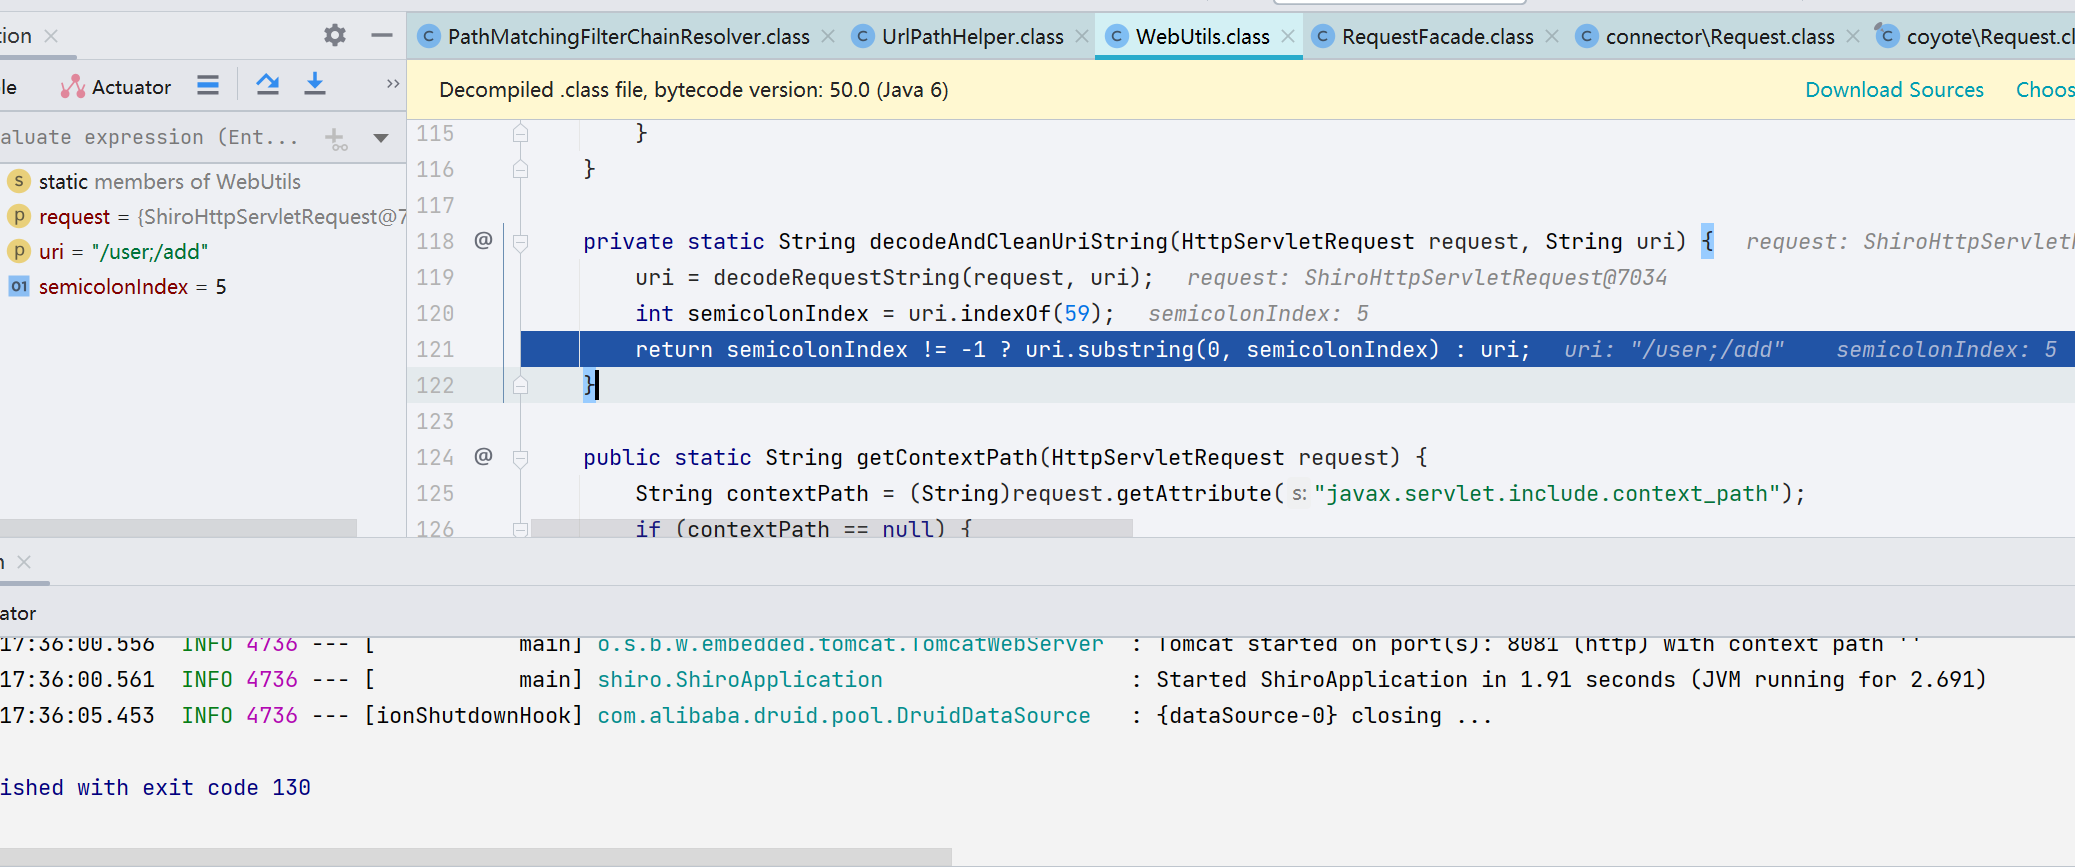 tion
PathMatchingFilterChainResolver.class
UrlPathHelper.class
WebUtils.class
RequestFacade.class
connector\Request.class
coyote\Request.cl
le
Actuator
»
Decompiled .class file, bytecode version: 50.0 (Java 6)
Download Sources
Choos
aluate expression (Ent...
static members of WebUtils
request = {ShiroHttpServletRequest@7
uri = "/user;/add"
semicolonIndex = 5
115 }
116 }
117
118 @ private static String decodeAndCleanUriString(HttpServletRequest request, String uri) { request: ShiroHttpServlet
119 uri = decodeRequestString(request, uri); request: ShiroHttpServletRequest@7034
120 int semicolonIndex = uri.indexOf(59); semicolonIndex: 5
121 return semicolonIndex != -1 ? uri.substring(0, semicolonIndex) : uri; uri: "/user;/add" semicolonIndex: 5
122 }
123
124 @ public static String getContextPath(HttpServletRequest request) {
125 String contextPath = (String)request.getAttribute( s: "javax.servlet.include.context_path");
126 if (contextPath == null) {
n
ator
17:36:00.556 INFO 4736 --- [ main] o.s.b.w.embedded.tomcat.TomcatWebServer : Tomcat started on port(s): 8081 (http) with context path ''
17:36:00.561 INFO 4736 --- [ main] shiro.ShiroApplication : Started ShiroApplication in 1.91 seconds (JVM running for 2.691)
17:36:05.453 INFO 4736 --- [ionShutdownHook] com.alibaba.druid.pool.DruidDataSource : {dataSource-0} closing ...
ished with exit code 130